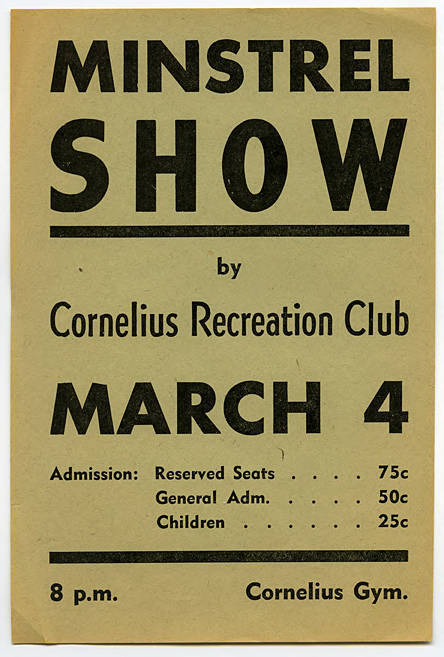 MINSTREL
SHOW
by
Cornelius Recreation Club
MARCH 4
Admission: Reserved Seats . . . . 75c
General Adm. . . . . . 50c
Children . . . . . . 25c
8 p.m. Cornelius Gym.